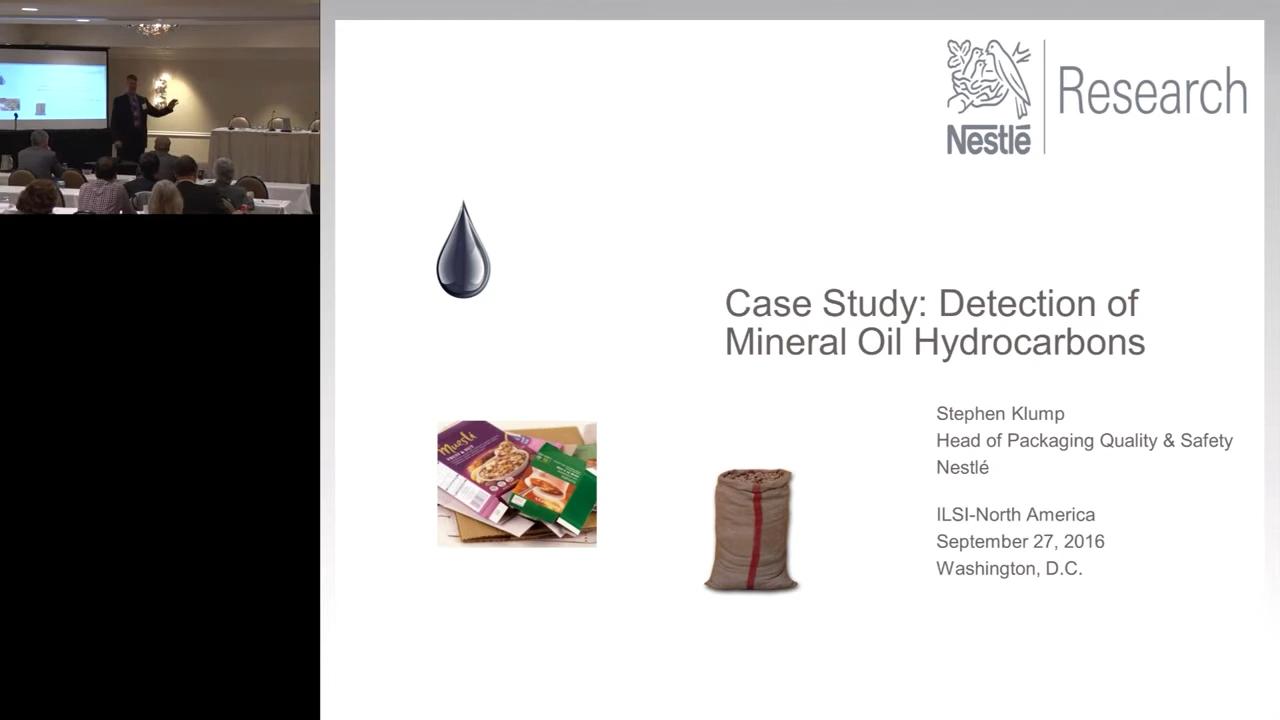 Nestlé
Research
Case Study: Detection of
Mineral Oil Hydrocarbons
Muesli
Stephen Klump
Head of Packaging Quality & Safety
Nestlé
ILSI-North America
September 27, 2016
Washington, D.C.